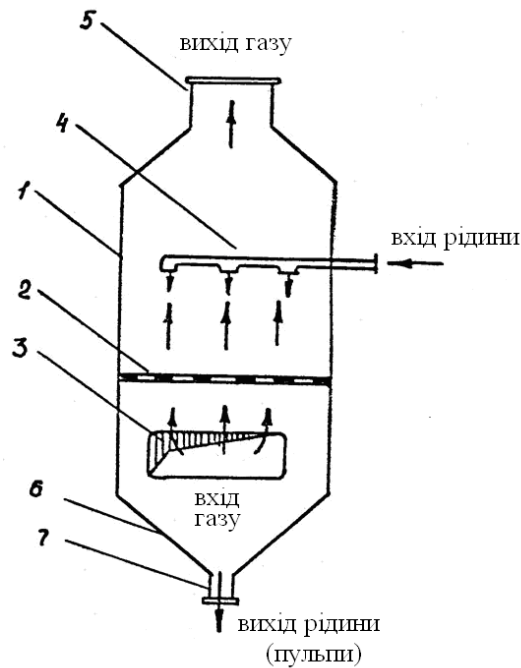 вихід газу
5
4
1
вхід рідини
2
3
вхід
газу
6
7
вихід рідини
(пульпи)